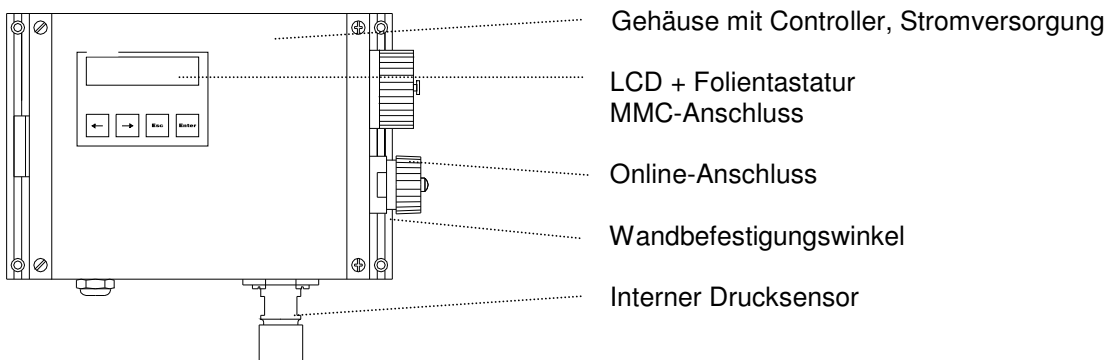 Gehäuse mit Controller, Stromversorgung
LCD + Folientastatur
MMC-Anschluss
← → Esc Enter
Online-Anschluss
Wandbefestigungswinkel
Interner Drucksensor